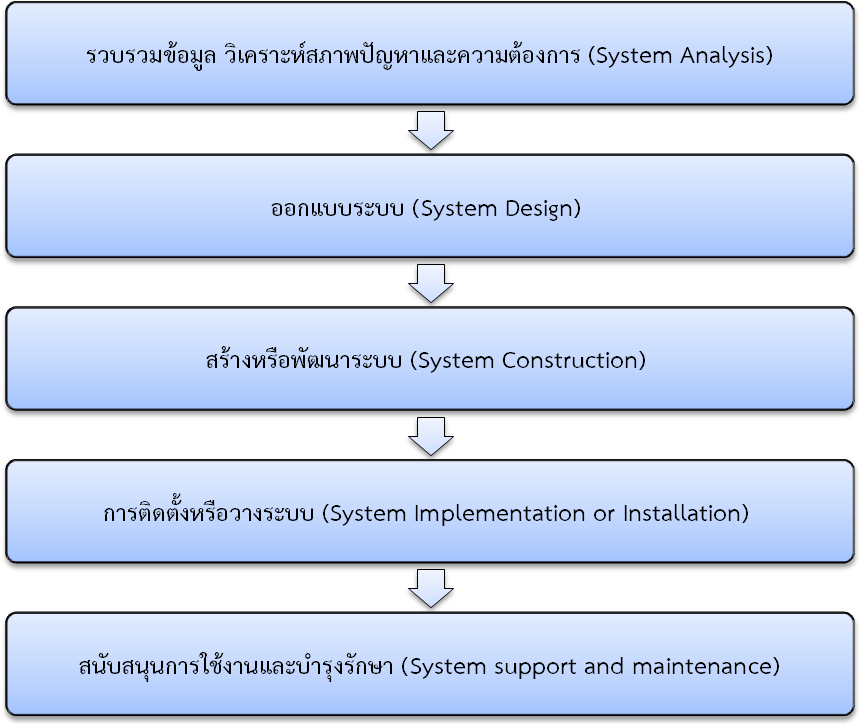 รวบรวมข้อมูล วิเคราะห์สภาพปัญหาและความต้องการ (System Analysis)
ออกแบบระบบ (System Design)
สร้างหรือพัฒนาระบบ (System Construction)
การติดตั้งหรือวางระบบ (System Implementation or Installation)
สนับสนุนการใช้งานและบำรุงรักษา (System support and maintenance)